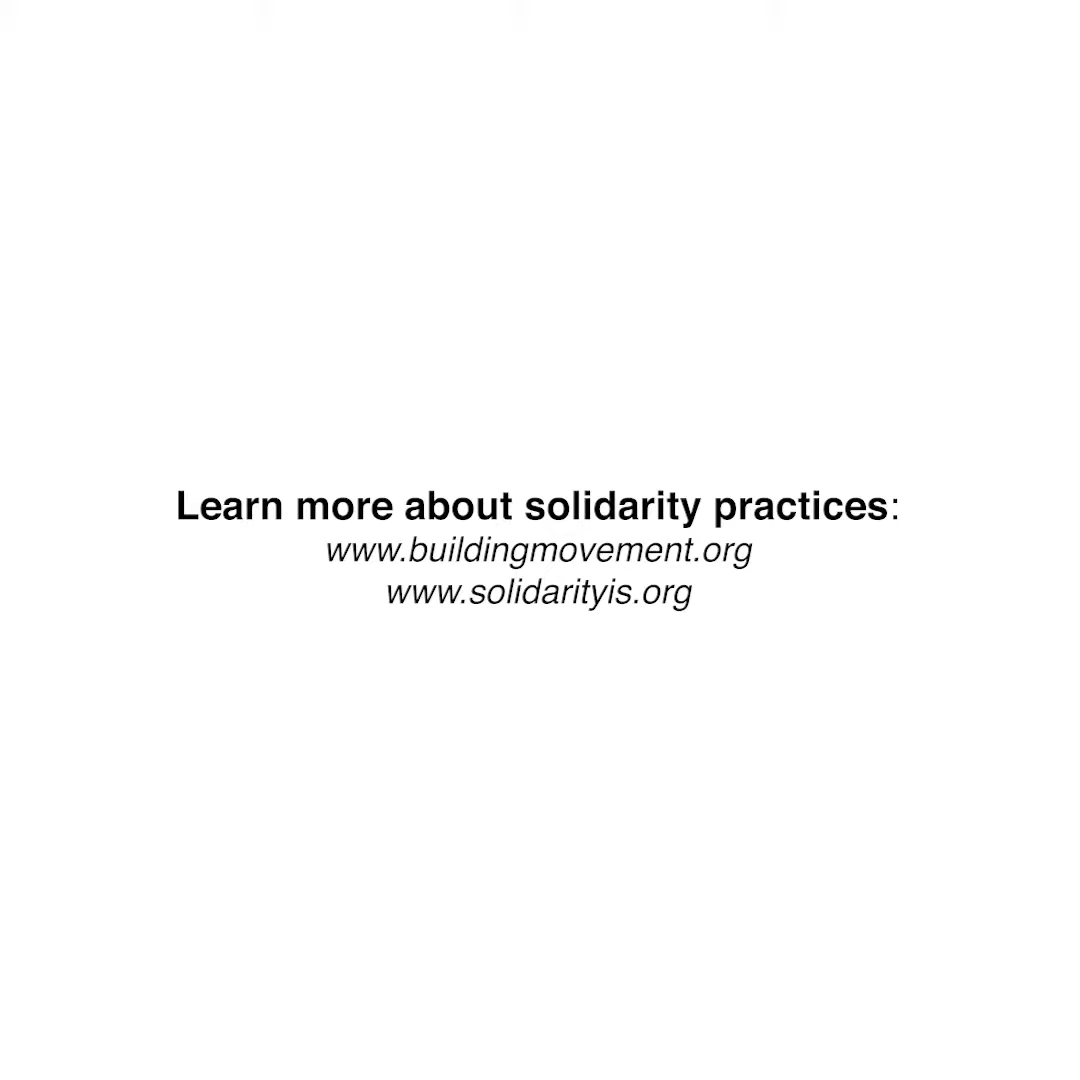 Learn more about solidarity practices:
www.buildingmovement.org
www.solidarityis.org